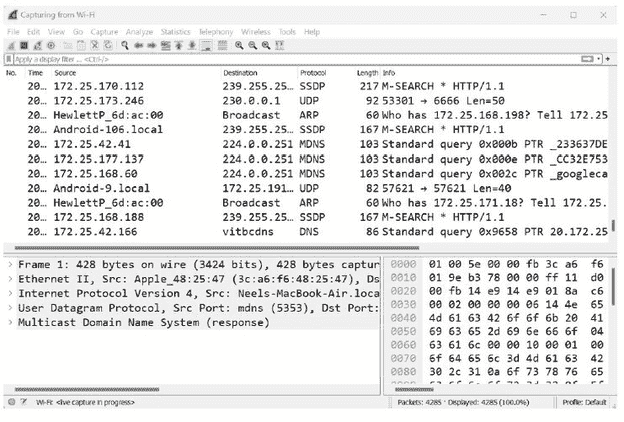 Capturing from Wi-Fi
File Edit View Go Capture Analyze Statistics Telephony Wireless Tools Help
Apply a display filter ... <Ctrl-/>
No. Time Source Destination Protocol Length Info
20… 172.25.170.112 239.255.25… SSDP 217 M-SEARCH * HTTP/1.1
20… 172.25.173.246 230.0.0.1 UDP 92 53301 → 6666 Len=50
20… HewlettP_6d:ac:00 Broadcast ARP 60 Who has 172.25.168.198? Tell 172.25
20… Android-106.local 239.255.25… SSDP 167 M-SEARCH * HTTP/1.1
20… 172.25.42.41 224.0.0.251 MDNS 103 Standard query 0x000b PTR _233637DE
20… 172.25.177.137 224.0.0.251 MDNS 103 Standard query 0x000e PTR _CC32E753
20… 172.25.168.60 224.0.0.251 MDNS 103 Standard query 0x002c PTR _googleca
20… Android-9.local 172.25.191… UDP 82 57621 → 57621 Len=40
20… HewlettP_6d:ac:00 Broadcast ARP 60 Who has 172.25.171.18? Tell 172.25.
20… 172.25.168.188 239.255.25… SSDP 167 M-SEARCH * HTTP/1.1
20… 172.25.42.166 vitbcdns DNS 86 Standard query 0x9658 PTR 20.172.25
Frame 1: 428 bytes on wire (3424 bits), 428 bytes captur
Ethernet II, Src: Apple_48:25:47 (3c:a6:f6:48:25:47), Ds
Internet Protocol Version 4, Src: Neels-MacBook-Air.loca
User Datagram Protocol, Src Port: mdns (5353), Dst Port:
Multicast Domain Name System (response)
0000 01 00 5e 00 00 fb 3c a6 f6
0010 01 9e b3 78 00 00 ff 11 d0
0020 00 fb 14 e9 14 e9 01 8a c6
0030 00 02 00 00 00 06 14 4e 65
0040 4d 61 63 42 6f 6f 6b 20 41
0050 69 63 65 2d 69 6e 66 6f 04
0060 63 61 6c 00 00 10 00 01 00
0070 6f 64 65 6c 3d 4d 61 63 42
0080 30 2c 31 0a 6f 73 78 76 65
Wi-Fi: <live capture in progress>
Packets: 4285 · Displayed: 4285 (100.0%)
Profile: Default